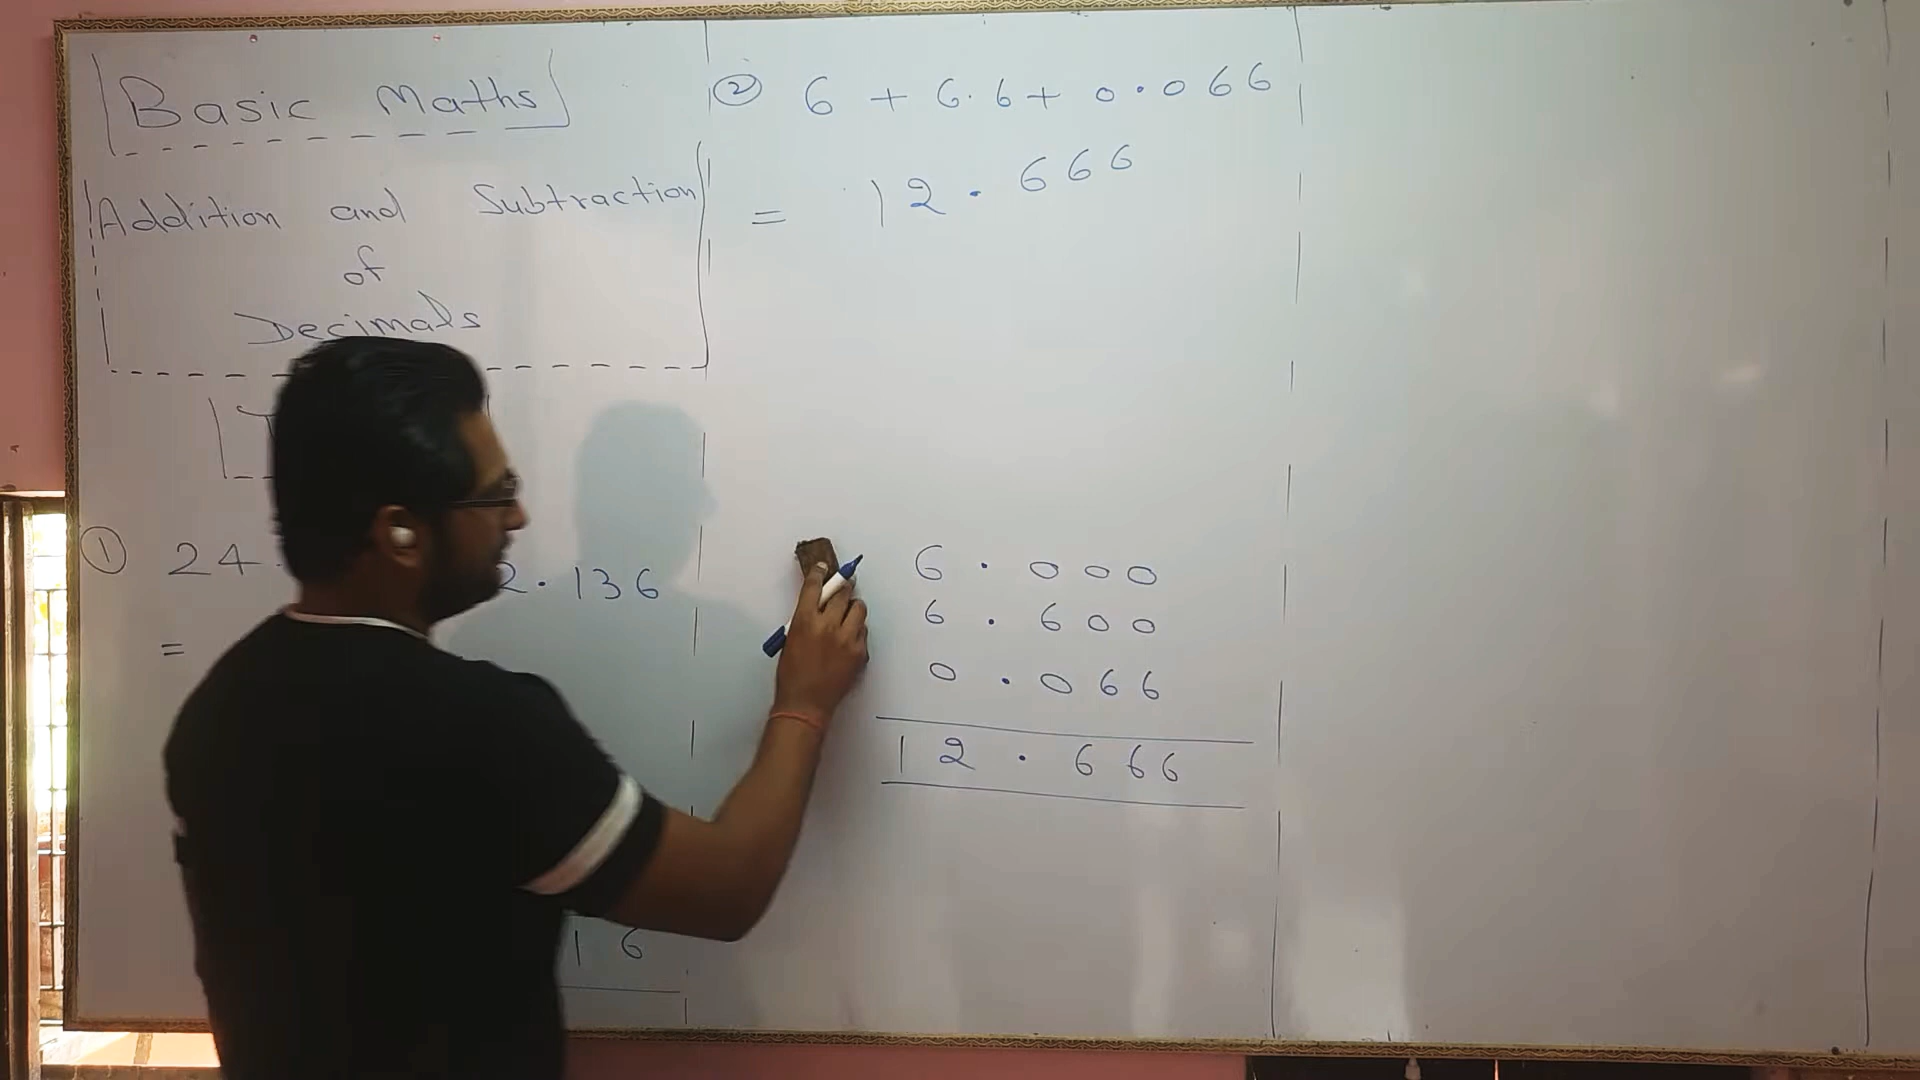 Basic Maths
Addition and Subtraction
of
Decimals
① 24 2.136
=
16
② 6 + 6.6 + 0.066
= 12.666
6.000
6.600
0.066
12.666